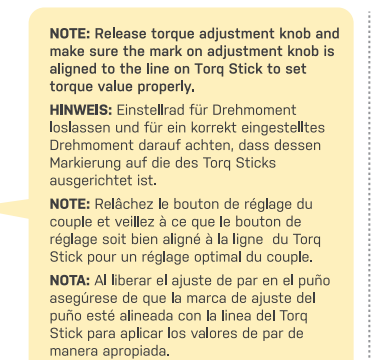 NOTE: Release torque adjustment knob and
make sure the mark on adjustment knob is
aligned to the line on Torq Stick to set
torque value properly.
HINWEIS: Einstellrad für Drehmoment
loslassen und für ein korrekt eingestelltes
Drehmoment darauf achten, dass dessen
Markierung auf die des Torq Sticks
ausgerichtet ist.
NOTE: Relâchez le bouton de réglage du
couple et veillez à ce que le bouton de
réglage soit bien aligné à la ligne du Torq
Stick pour un réglage optimal du couple.
NOTA: Al liberar el ajuste de par en el puño
asegúrese de que la marca de ajuste del
puño esté alineada con la linea del Torq
Stick para aplicar los valores de par de
manera apropiada.